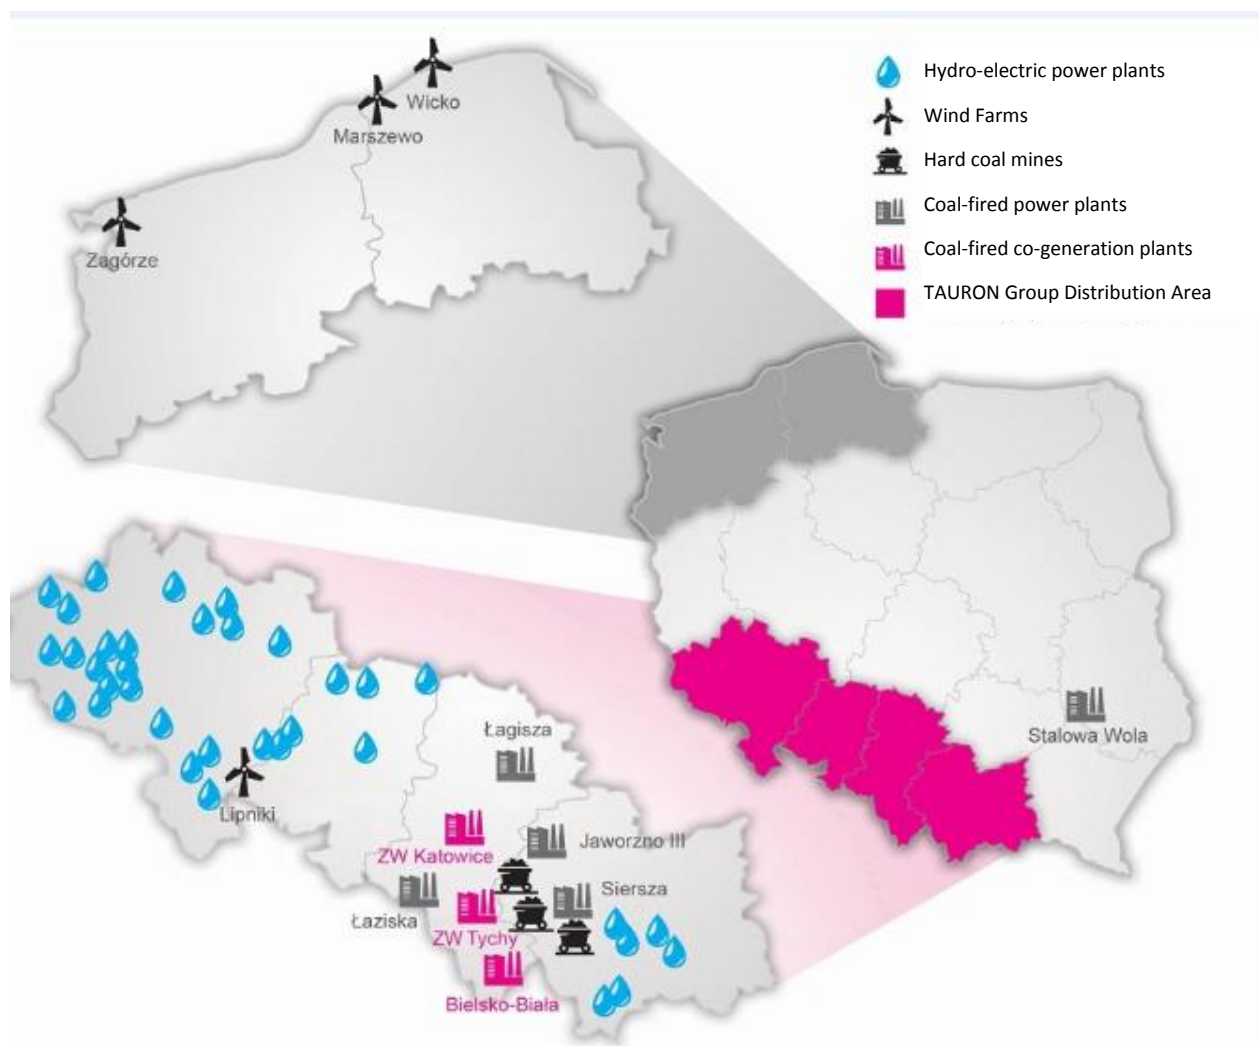 Hydro-electric power plants
Wind Farms
Hard coal mines
Coal-fired power plants
Coal-fired co-generation plants
TAURON Group Distribution Area
Wicko
Marszewo
Zagórze
Stalowa Wola
Łagisza
Lipniki
ZW Katowice
Jaworzno III
Siersza
Łaziska
ZW Tychy
Bielsko-Biała